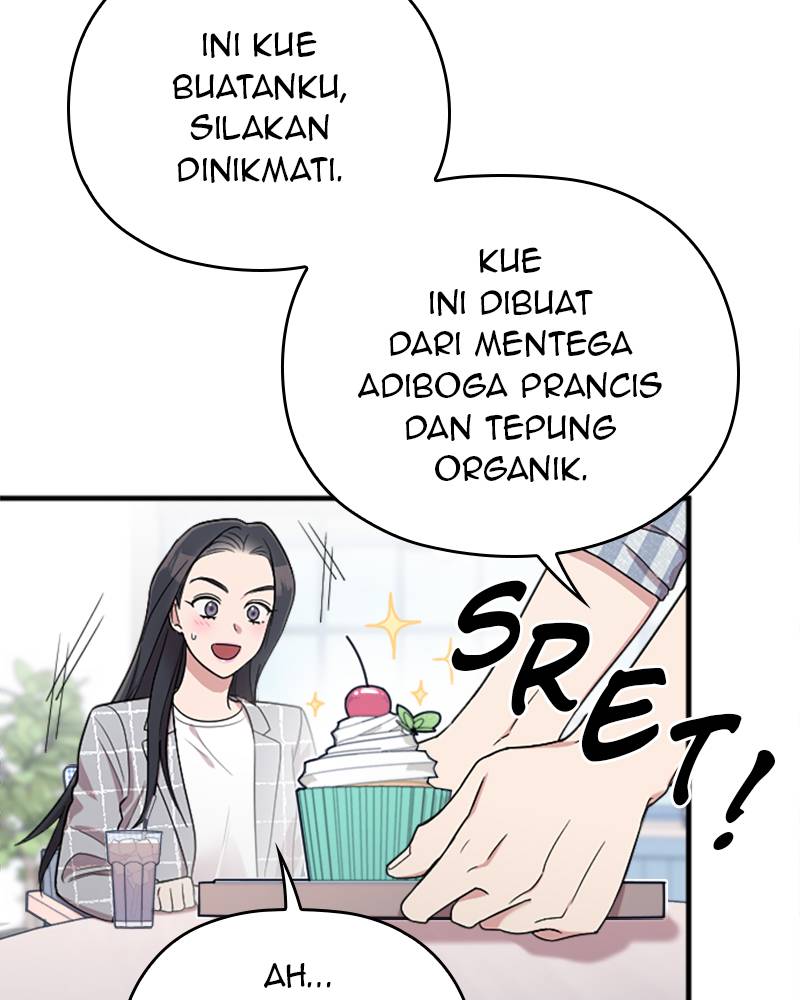 INI KUE
BUATANKU,
SILAKAN
DINIKMATI.
KUE
INI DIBUAT
DARI MENTEGA
ADIBOGA PRANCIS
DAN TEPUNG
ORGANIK.
SRET!
AH...